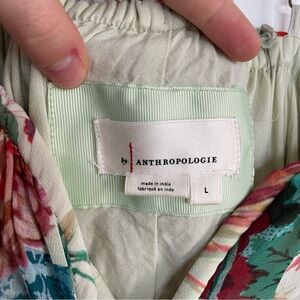 by ANTHROPOLOGIE
made in india
fabriqué en inde
L